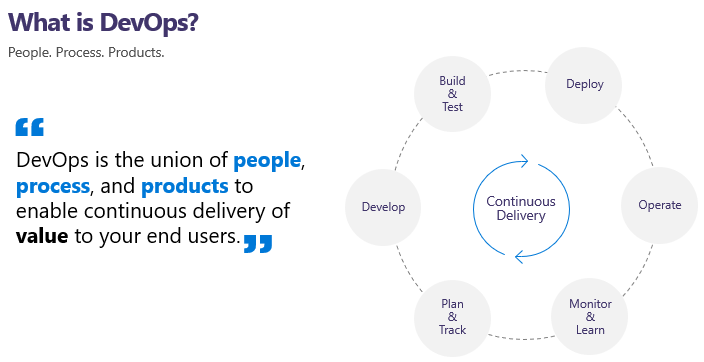 What is DevOps?
People. Process. Products.
❝
DevOps is the union of people,
process, and products to
enable continuous delivery of
value to your end users.❞
Build
&
Test
Deploy
Develop
Continuous
Delivery
Operate
Plan
&
Track
Monitor
&
Learn